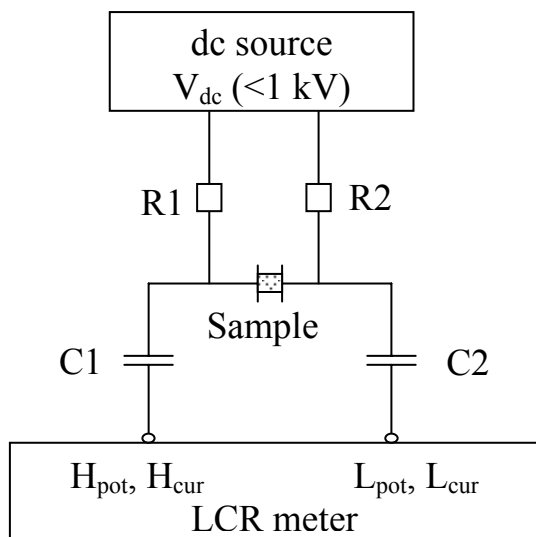 dc source
V_dc (<1 kV)
R1
R2
Sample
C1
C2
H_pot, H_cur
L_pot, L_cur
LCR meter